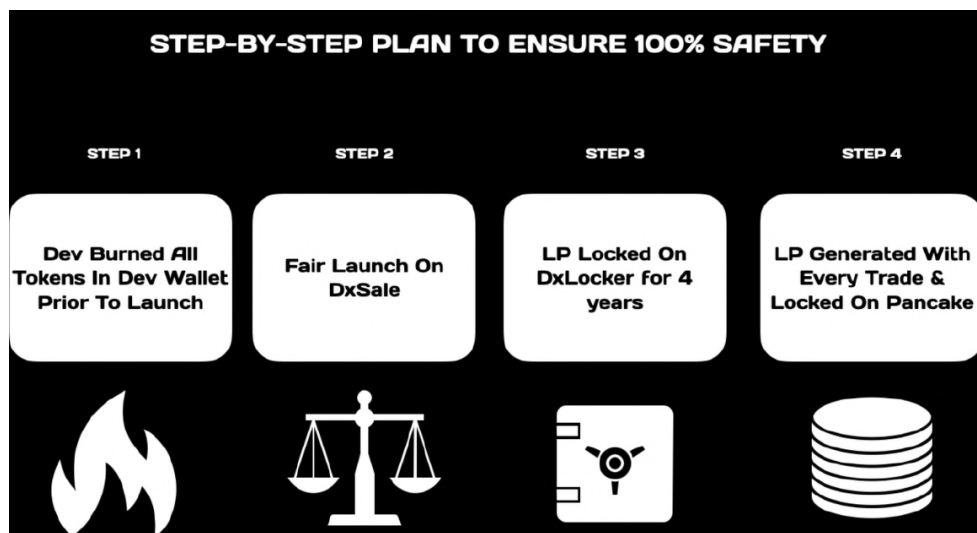 STEP-BY-STEP PLAN TO ENSURE 100% SAFETY
STEP 1
Dev Burned All
Tokens In Dev Wallet
Prior To Launch
STEP 2
Fair Launch On
DxSale
STEP 3
LP Locked On
DxLocker for 4
years
STEP 4
LP Generated With
Every Trade &
Locked On Pancake